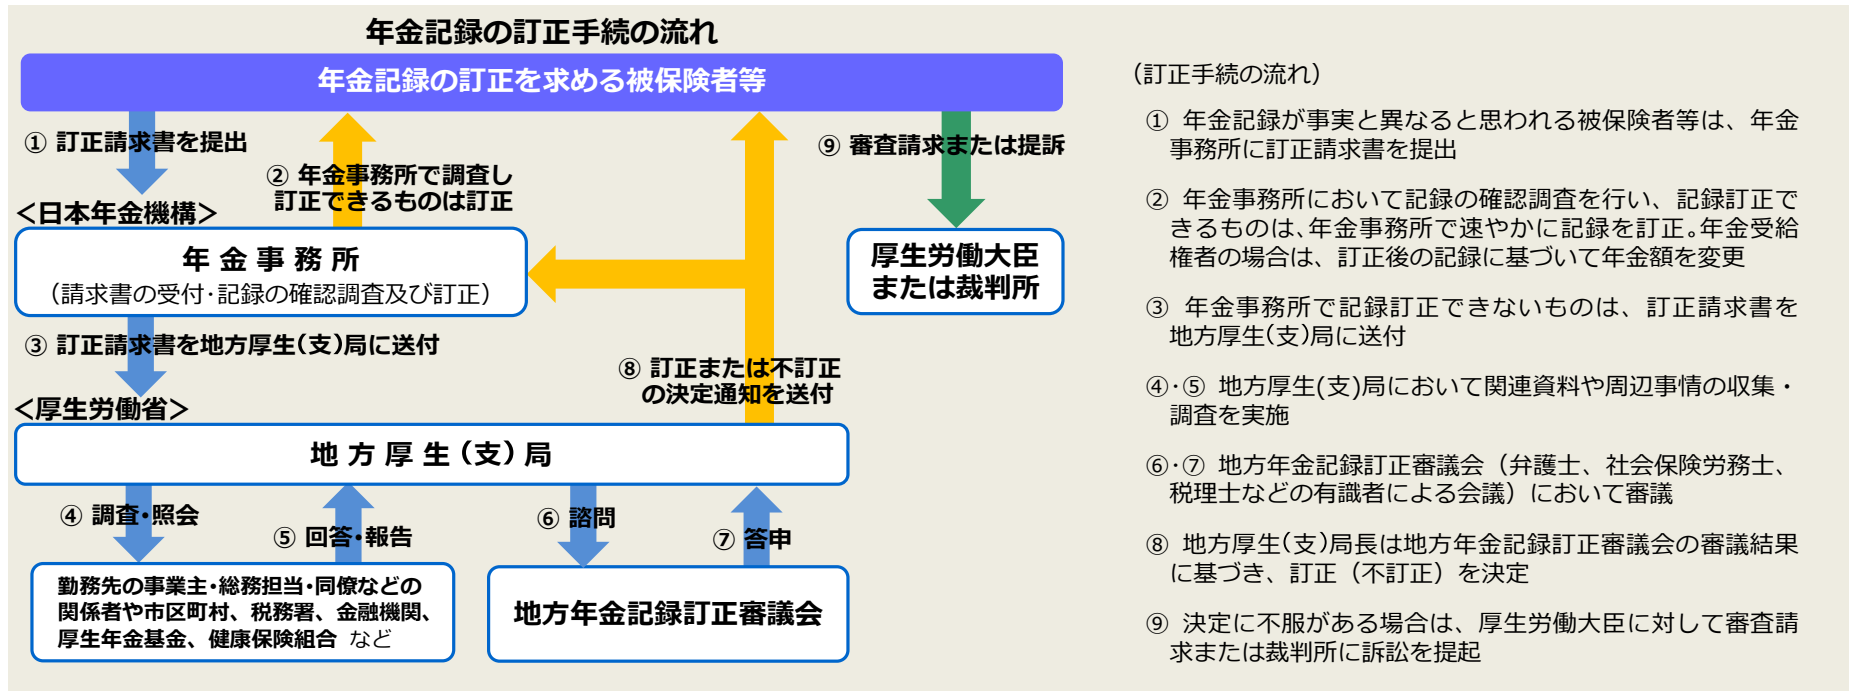 年金記録の訂正手続の流れ
年金記録の訂正を求める被保険者等
① 訂正請求書を提出
② 年金事務所で調査し
訂正できるものは訂正
⑨ 審査請求または提訴
＜日本年金機構＞
年 金 事 務 所
（請求書の受付・記録の確認調査及び訂正）
厚生労働大臣
または裁判所
③ 訂正請求書を地方厚生（支）局に送付
⑧ 訂正または不訂正
の決定通知を送付
＜厚生労働省＞
地 方 厚 生（支）局
④ 調査・照会
⑤ 回答・報告
⑥ 諮問
⑦ 答申
勤務先の事業主・総務担当・同僚などの
関係者や市区町村、税務署、金融機関、
厚生年金基金、健康保険組合 など
地方年金記録訂正審議会
（訂正手続の流れ）
① 年金記録が事実と異なると思われる被保険者等は、年金
事務所に訂正請求書を提出
② 年金事務所において記録の確認調査を行い、記録訂正で
きるものは、年金事務所で速やかに記録を訂正。年金受給
権者の場合は、訂正後の記録に基づいて年金額を変更
③ 年金事務所で記録訂正できないものは、訂正請求書を
地方厚生（支）局に送付
④・⑤ 地方厚生(支)局において関連資料や周辺事情の収集・
調査を実施
⑥・⑦ 地方年金記録訂正審議会（弁護士、社会保険労務士、
税理士などの有識者による会議）において審議
⑧ 地方厚生（支）局長は地方年金記録訂正審議会の審議結果
に基づき、訂正（不訂正）を決定
⑨ 決定に不服がある場合は、厚生労働大臣に対して審査請
求または裁判所に訴訟を提起